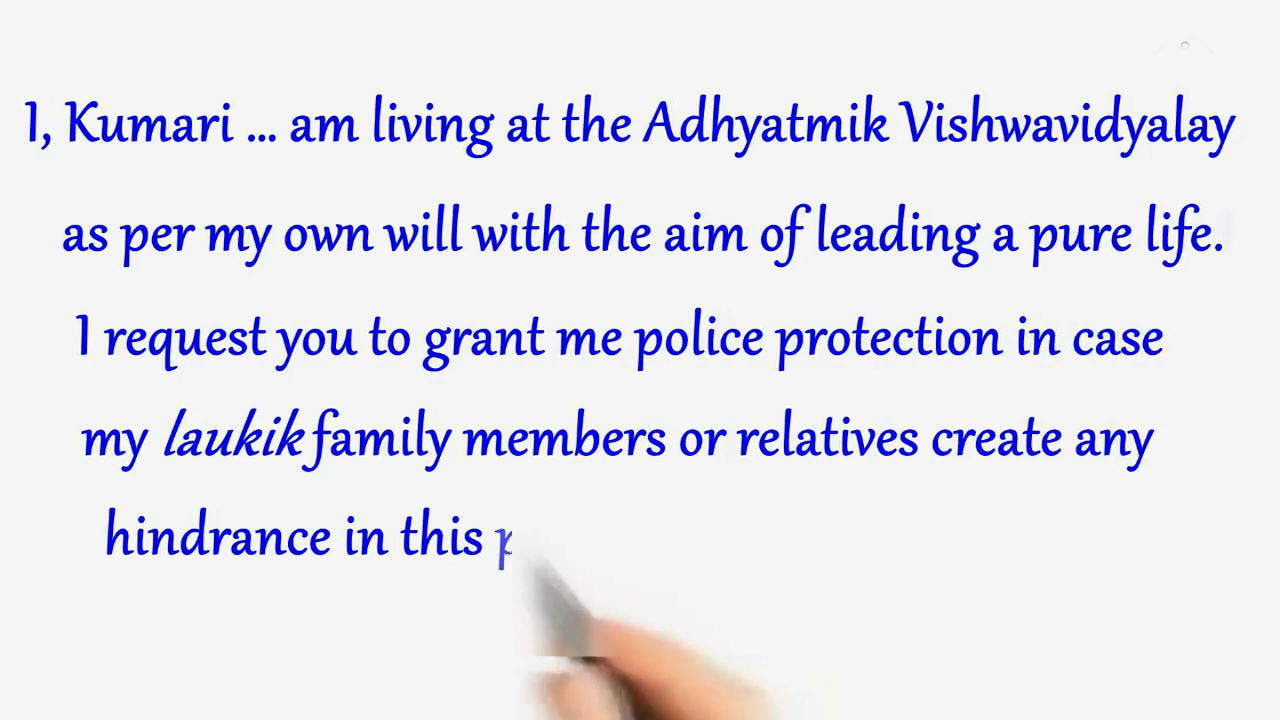 I, Kumari ... am living at the Adhyatmik Vishwavidyalay
as per my own will with the aim of leading a pure life.
I request you to grant me police protection in case
my laukik family members or relatives create any
hindrance in this p